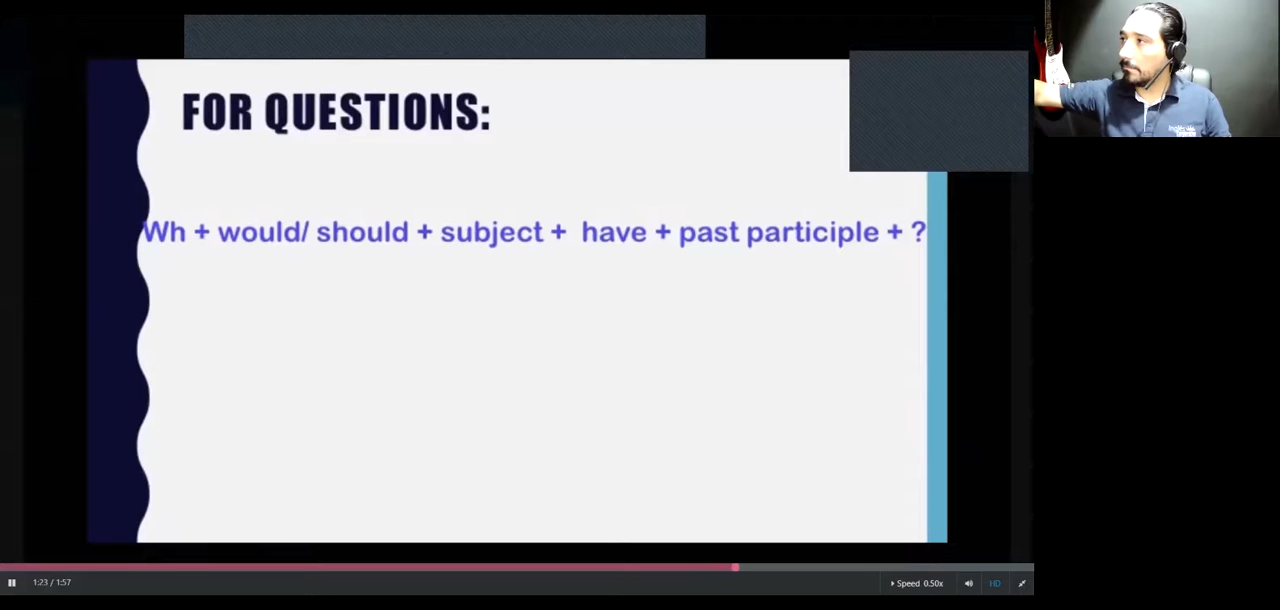 FOR QUESTIONS:
Wh + would/ should + subject + have + past participle + ?
1:23 / 1:57
Speed 0.50x
HD